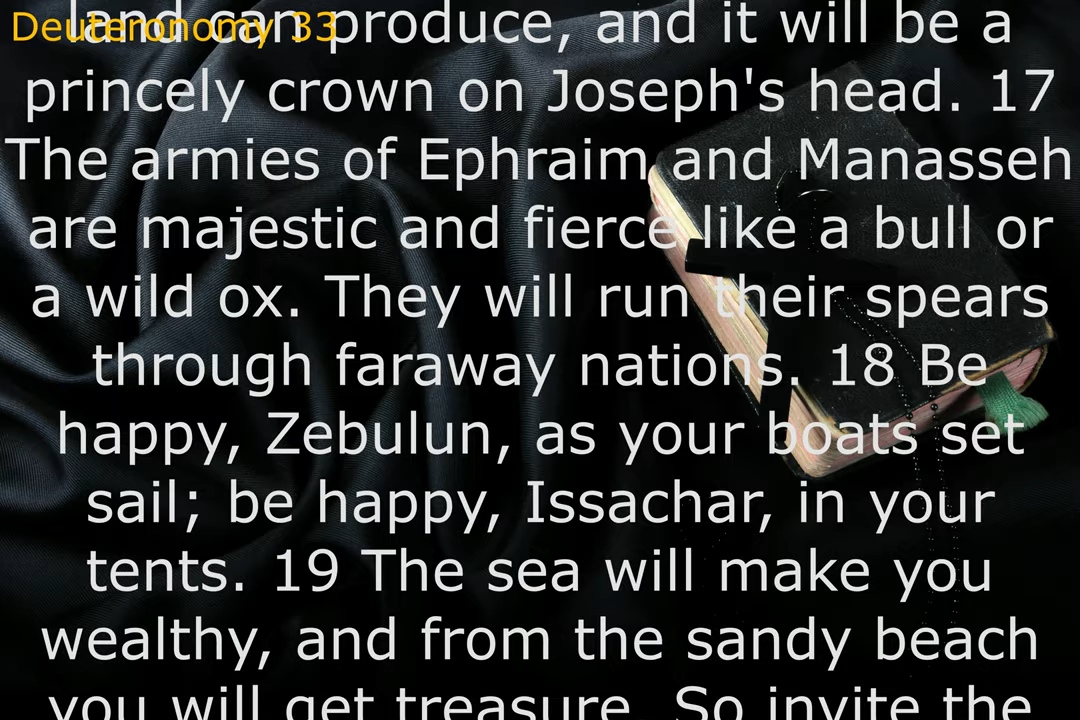 Deuteronomy 33
land can produce, and it will be a
princely crown on Joseph's head. 17
The armies of Ephraim and Manasseh
are majestic and fierce like a bull or
a wild ox. They will run their spears
through faraway nations. 18 Be
happy, Zebulun, as your boats set
sail; be happy, Issachar, in your
tents. 19 The sea will make you
wealthy, and from the sandy beach
you will get treasure. So invite the